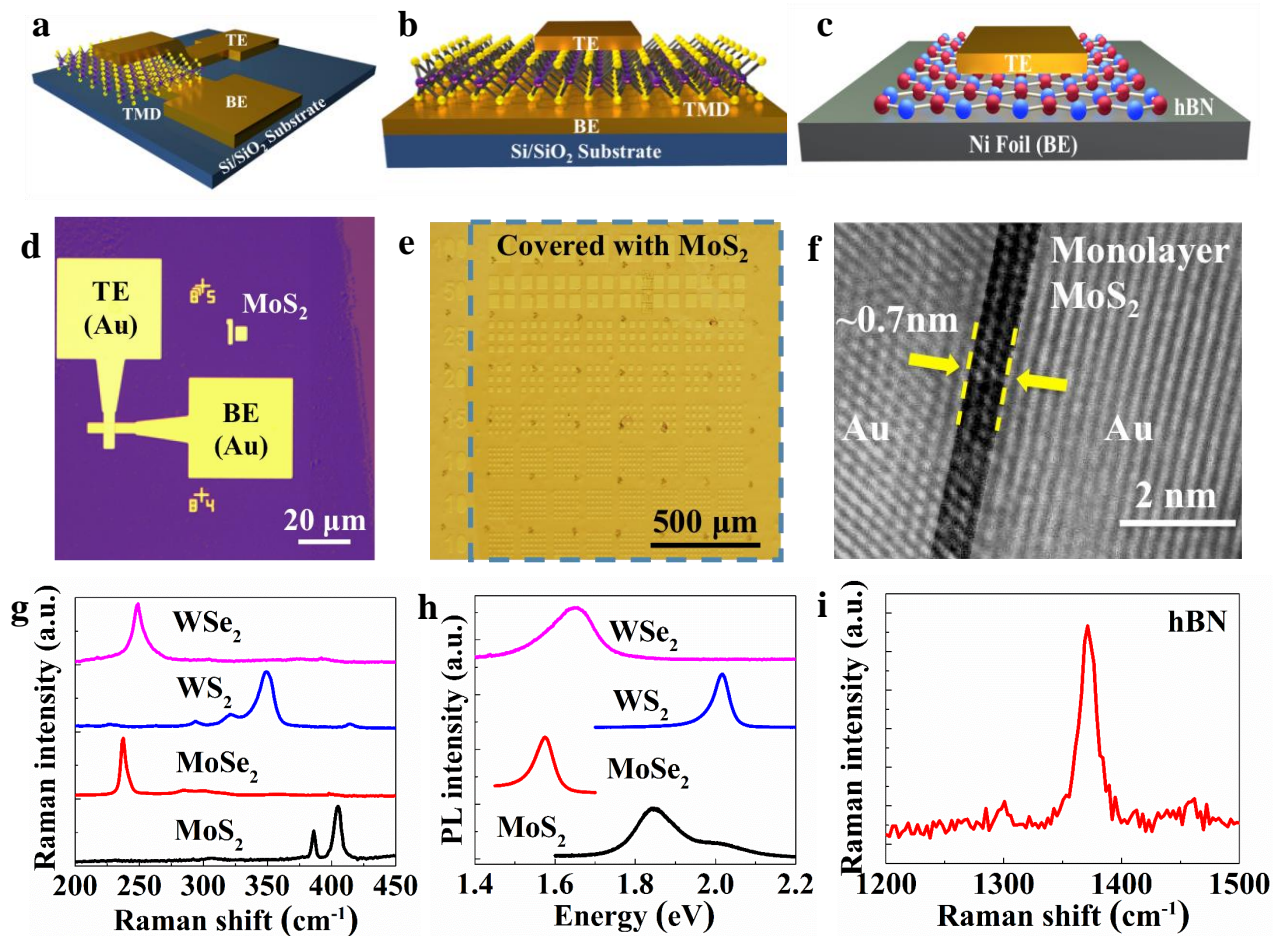 a
TE
TMD
BE
Si/SiO₂ Substrate
b
TE
TMD
BE
Si/SiO₂ Substrate
c
TE
hBN
Ni Foil (BE)
d
TE
(Au)
MoS₂
BE
(Au)
20 µm
e
Covered with MoS₂
500 µm
f
Monolayer
MoS₂
~0.7nm
Au
Au
2 nm
g
Raman intensity (a.u.)
WSe₂
WS₂
MoSe₂
MoS₂
200 250 300 350 400 450
Raman shift (cm⁻¹)
h
PL intensity (a.u.)
WSe₂
WS₂
MoSe₂
MoS₂
1.4 1.6 1.8 2.0 2.2
Energy (eV)
i
Raman intensity (a.u.)
hBN
1200 1300 1400 1500
Raman shift (cm⁻¹)